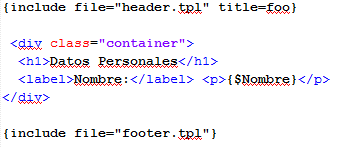 {include file="header.tpl" title=foo}
<div class="container">
<h1>Datos Personales</h1>
<label>Nombre:</label> <p>{$Nombre}</p>
</div>
{include file="footer.tpl"}